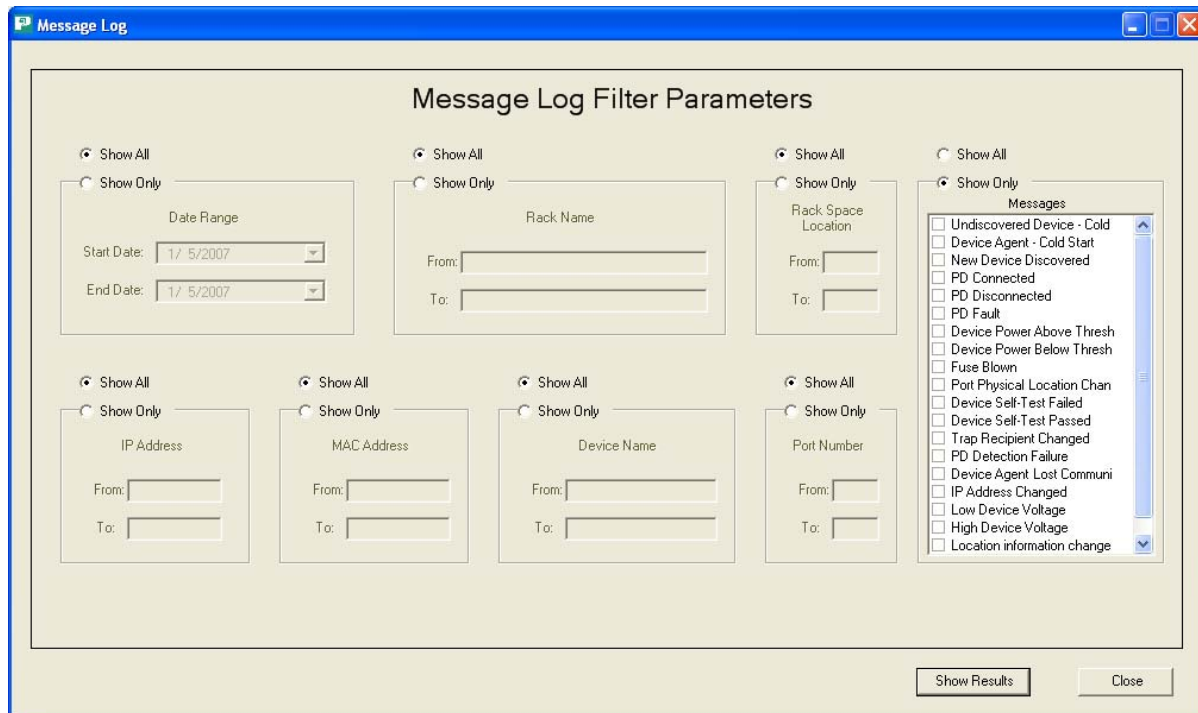 Message Log
Message Log Filter Parameters
Show All
Show Only
Date Range
Start Date: 1/ 5/2007
End Date: 1/ 5/2007
Show All
Show Only
Rack Name
From:
To:
Show All
Show Only
Rack Space
Location
From:
To:
Show All
Show Only
Messages
Undiscovered Device - Cold
Device Agent - Cold Start
New Device Discovered
PD Connected
PD Disconnected
PD Fault
Device Power Above Thresh
Device Power Below Thresh
Fuse Blown
Port Physical Location Chan
Device Self-Test Failed
Device Self-Test Passed
Trap Recipient Changed
PD Detection Failure
Device Agent Lost Communi
IP Address Changed
Low Device Voltage
High Device Voltage
Location information change
Show All
Show Only
IP Address
From:
To:
Show All
Show Only
MAC Address
From:
To:
Show All
Show Only
Device Name
From:
To:
Show All
Show Only
Port Number
From:
To:
Show Results
Close